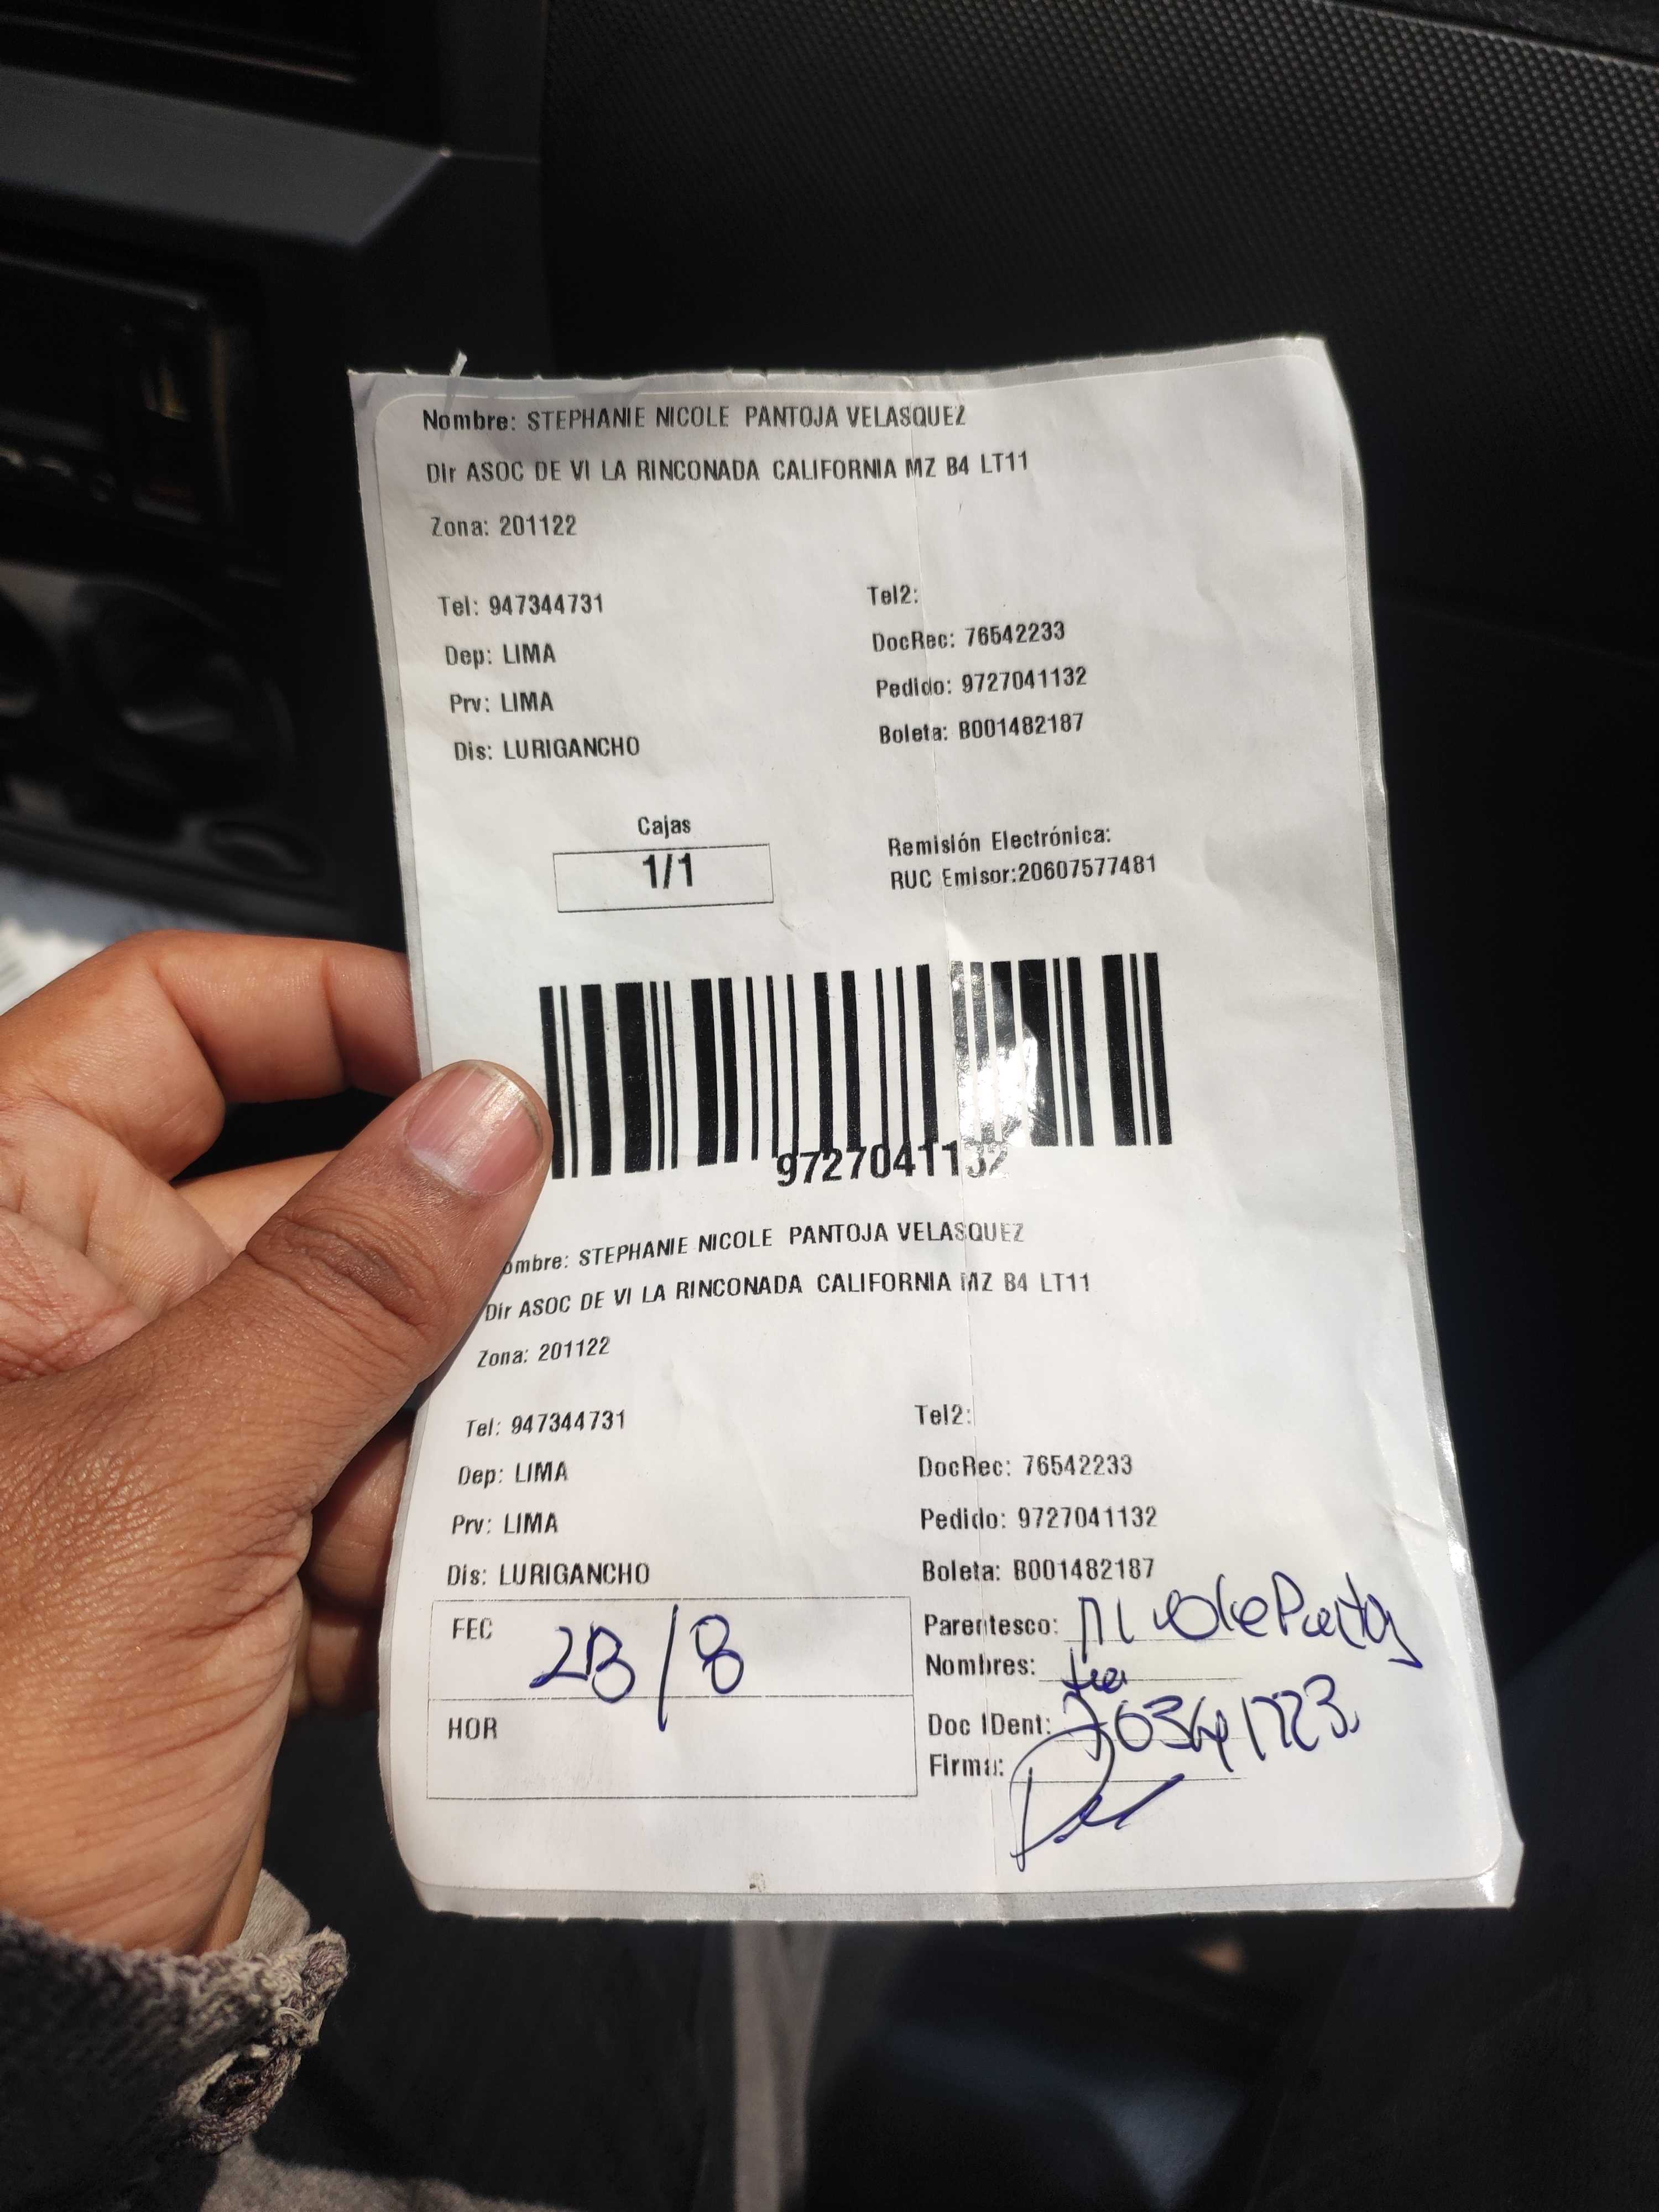 Nombre: STEPHANIE NICOLE PANTOJA VELASQUEZ
Dir ASOC DE VI LA RINCONADA CALIFORNIA MZ B4 LT11
Zona: 201122
Tel: 947344731 Tel2:
Dep: LIMA DocRec: 76542233
Prv: LIMA Pedido: 9727041132
Dis: LURIGANCHO Boleta: B001482187
Cajas Remisión Electrónica:
1/1 RUC Emisor:20607577481
9727041132
ombre: STEPHANIE NICOLE PANTOJA VELASQUEZ
Dir ASOC DE VI LA RINCONADA CALIFORNIA MZ B4 LT11
Zona: 201122
Tel: 947344731 Tel2:
Dep: LIMA DocRec: 76542233
Prv: LIMA Pedido: 9727041132
Dis: LURIGANCHO Boleta: B001482187
FEC 23/8 Parentesco: Nicole
Nombres:
HOR Doc IDent:
Firma: